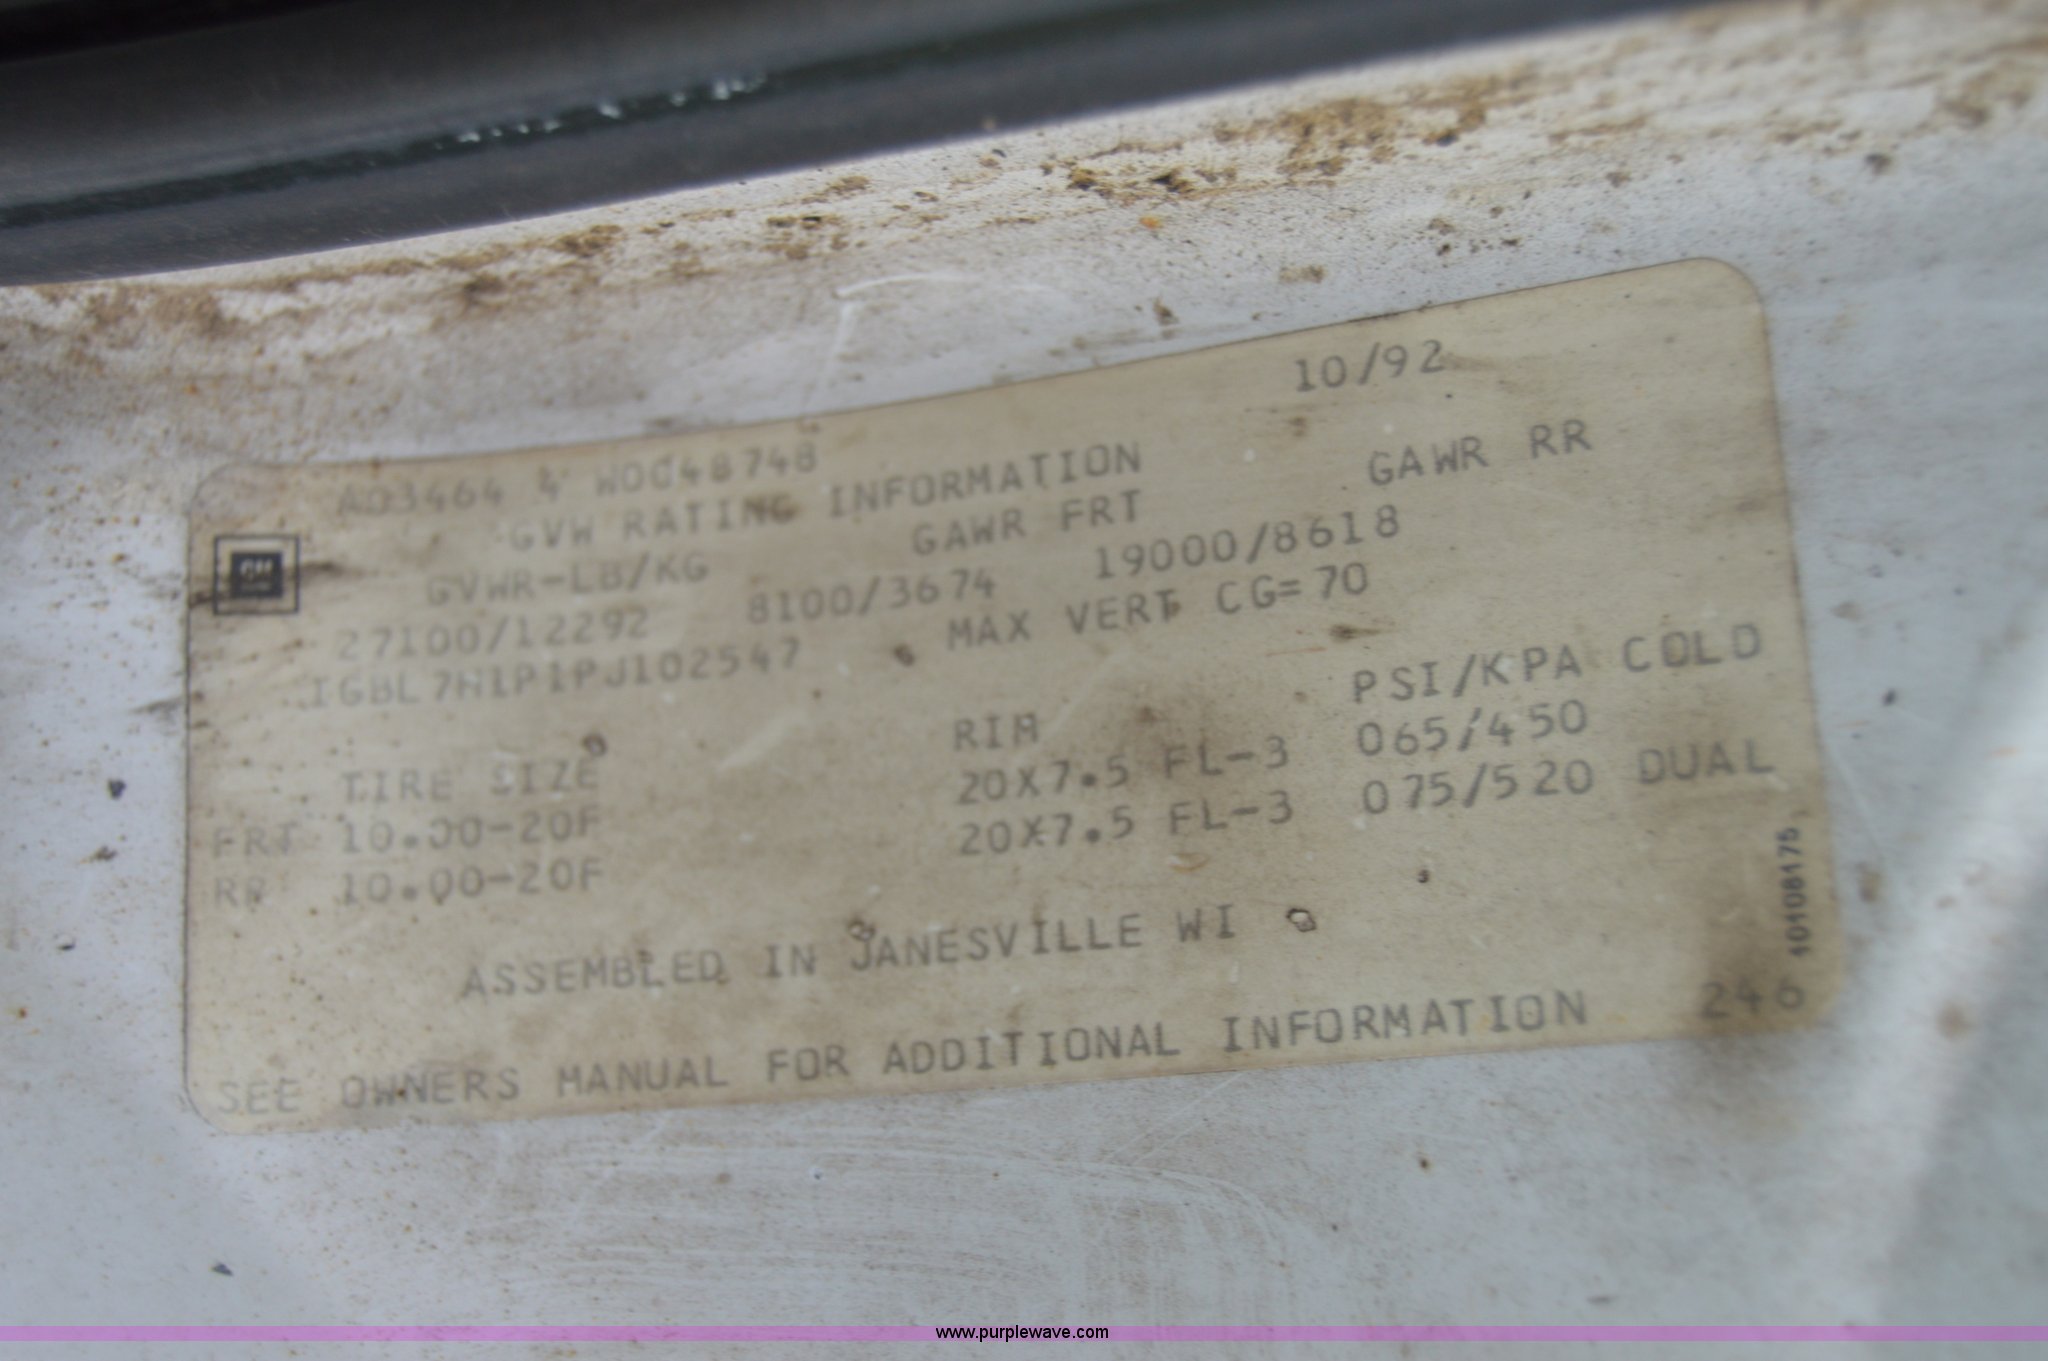 10/92
A03464 4 W0048748
GVW RATING INFORMATION
GVWR-LB/KG GAWR FRT GAWR RR
27100/12292 8100/3674 19000/8618
1GBL7H1P1PJ102547 MAX VERT CG=70
TIRE SIZE RIM PSI/KPA COLD
FRT 10.00-20F 20X7.5 FL-3 065/450
RR 10.00-20F 20X7.5 FL-3 075/520 DUAL
ASSEMBLED IN JANESVILLE WI
SEE OWNERS MANUAL FOR ADDITIONAL INFORMATION 246
10108175
GM
www.purplewave.com